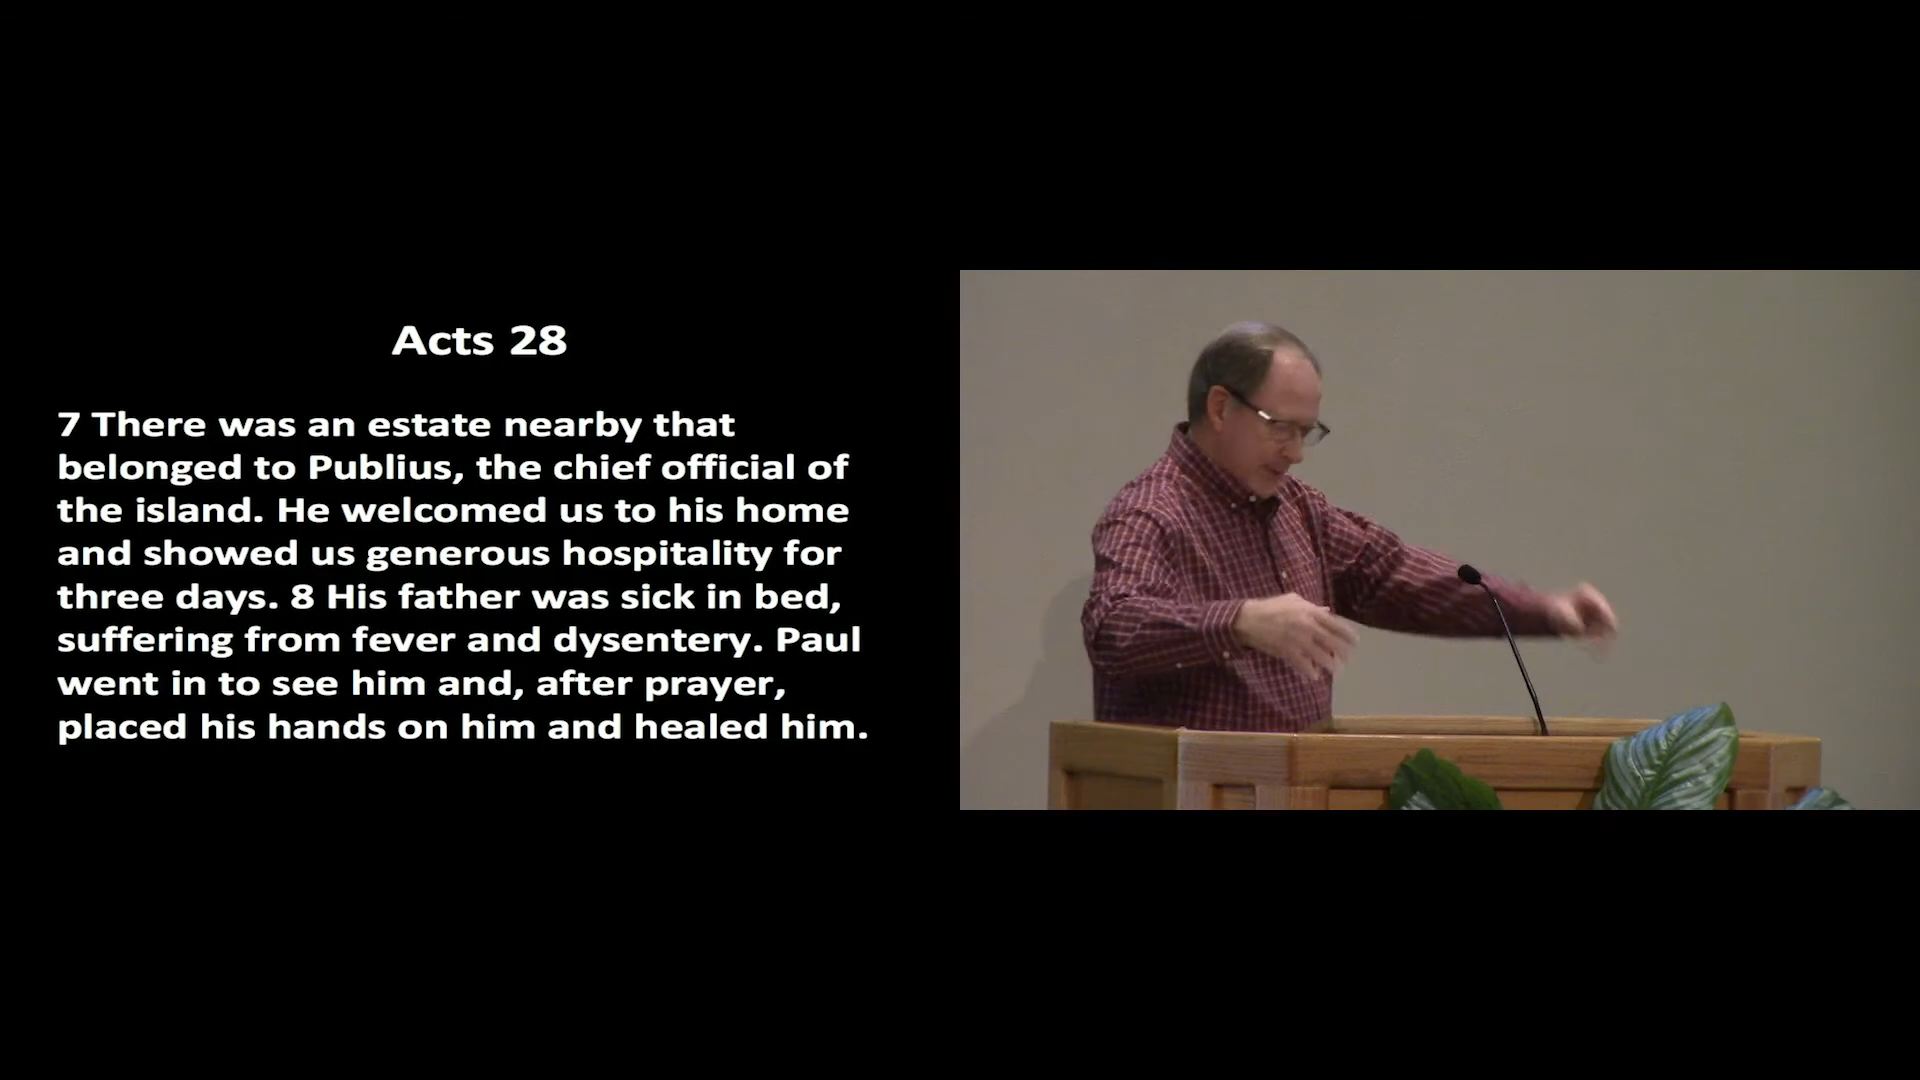 Acts 28
7 There was an estate nearby that
belonged to Publius, the chief official of
the island. He welcomed us to his home
and showed us generous hospitality for
three days. 8 His father was sick in bed,
suffering from fever and dysentery. Paul
went in to see him and, after prayer,
placed his hands on him and healed him.